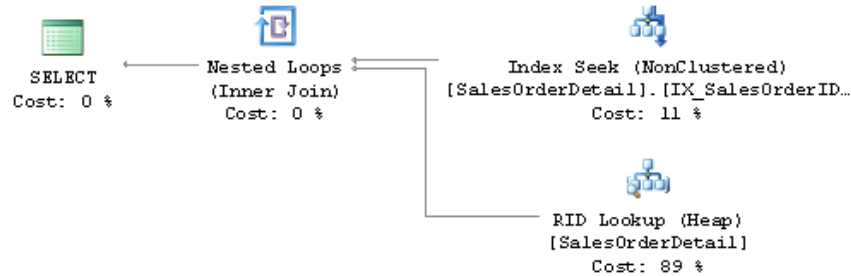 SELECT
Cost: 0 %
Nested Loops
(Inner Join)
Cost: 0 %
Index Seek (NonClustered)
[SalesOrderDetail].[IX_SalesOrderID…
Cost: 11 %
RID Lookup (Heap)
[SalesOrderDetail]
Cost: 89 %